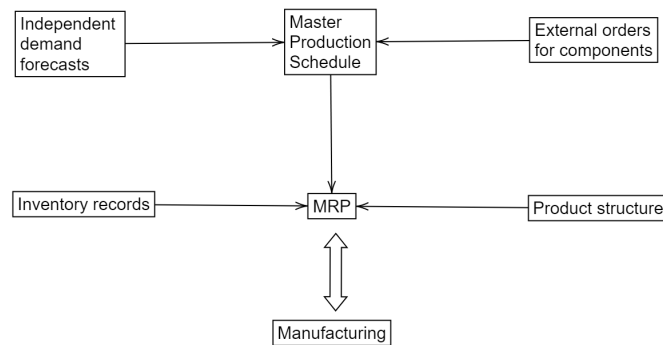 Independent
demand
forecasts
Master
Production
Schedule
External orders
for components
Inventory records
MRP
Product structure
Manufacturing